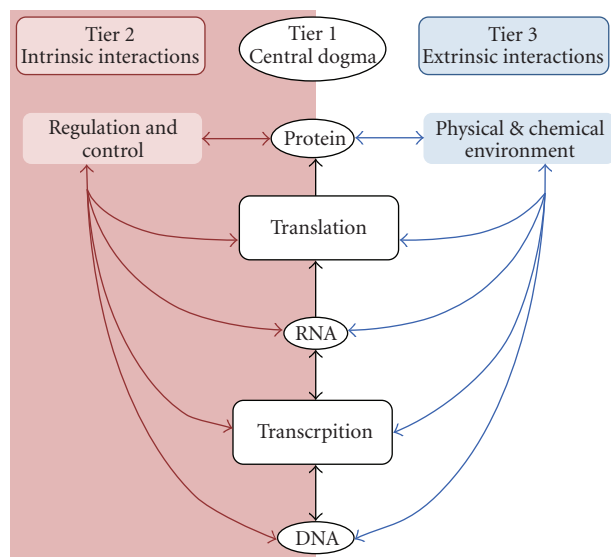 Tier 2
Intrinsic interactions
Tier 1
Central dogma
Tier 3
Extrinsic interactions
Regulation and
control
Protein
Physical & chemical
environment
Translation
RNA
Transcrpition
DNA